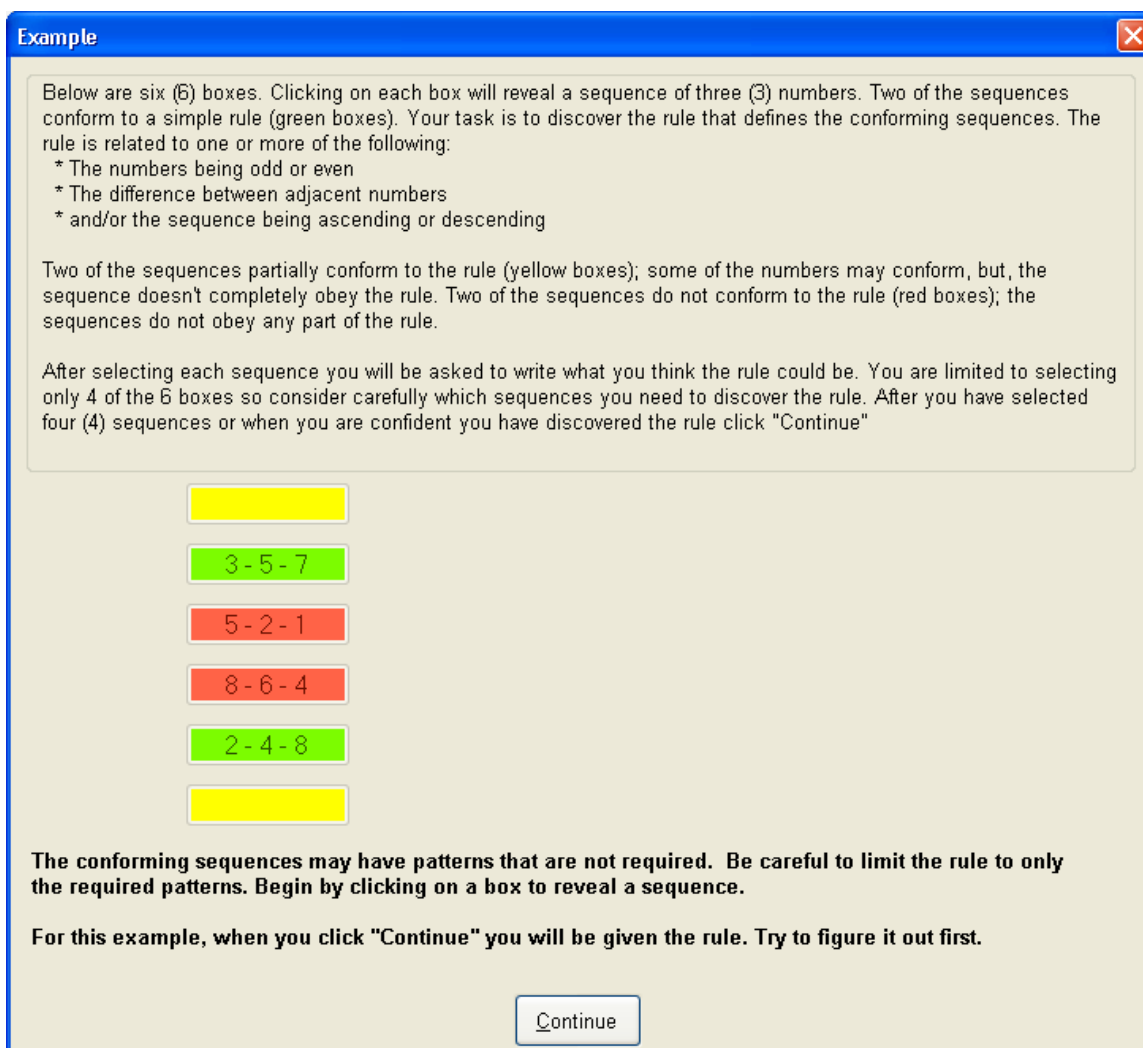 Example
Below are six (6) boxes. Clicking on each box will reveal a sequence of three (3) numbers. Two of the sequences
conform to a simple rule (green boxes). Your task is to discover the rule that defines the conforming sequences. The
rule is related to one or more of the following:
* The numbers being odd or even
* The difference between adjacent numbers
* and/or the sequence being ascending or descending
Two of the sequences partially conform to the rule (yellow boxes); some of the numbers may conform, but, the
sequence doesn't completely obey the rule. Two of the sequences do not conform to the rule (red boxes); the
sequences do not obey any part of the rule.
After selecting each sequence you will be asked to write what you think the rule could be. You are limited to selecting
only 4 of the 6 boxes so consider carefully which sequences you need to discover the rule. After you have selected
four (4) sequences or when you are confident you have discovered the rule click "Continue"
3 - 5 - 7
5 - 2 - 1
8 - 6 - 4
2 - 4 - 8
The conforming sequences may have patterns that are not required. Be careful to limit the rule to only
the required patterns. Begin by clicking on a box to reveal a sequence.
For this example, when you click "Continue" you will be given the rule. Try to figure it out first.
Continue